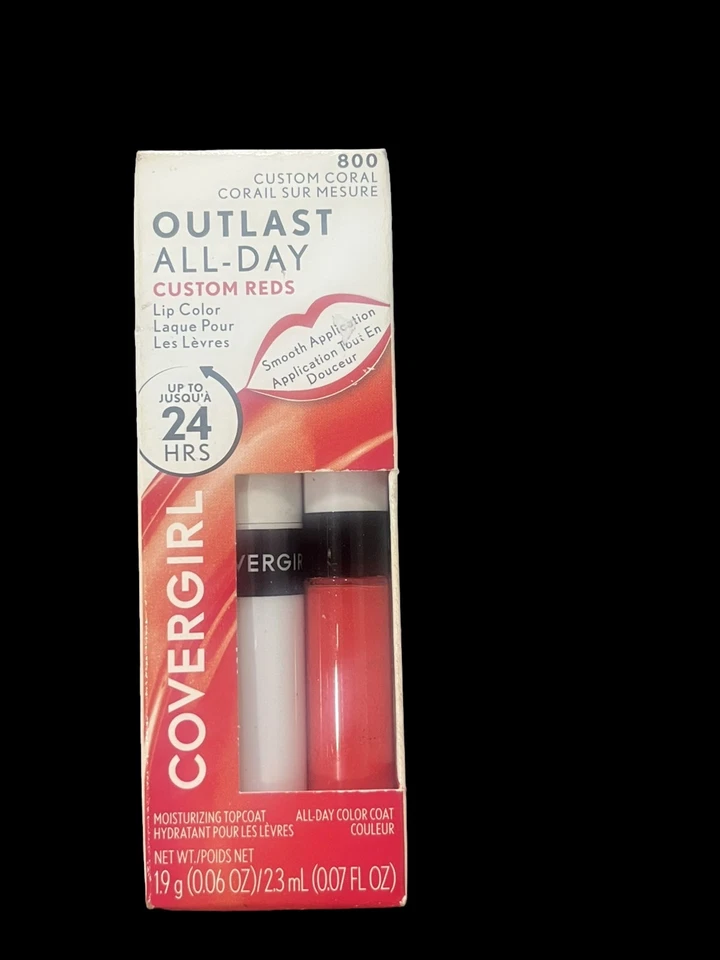 800
CUSTOM CORAL
CORAIL SUR MESURE
OUTLAST
ALL-DAY
CUSTOM REDS
Lip Color
Laque Pour
Les Lèvres
Smooth Application
Application Tout En
Douceur
UP TO
JUSQU'À
24
HRS
COVERGIRL
VERGIR
MOISTURIZING TOPCOAT
HYDRATANT POUR LES LÈVRES
ALL-DAY COLOR COAT
COULEUR
NET WT./POIDS NET
1.9 g (0.06 OZ)/2.3 mL (0.07 FL OZ)